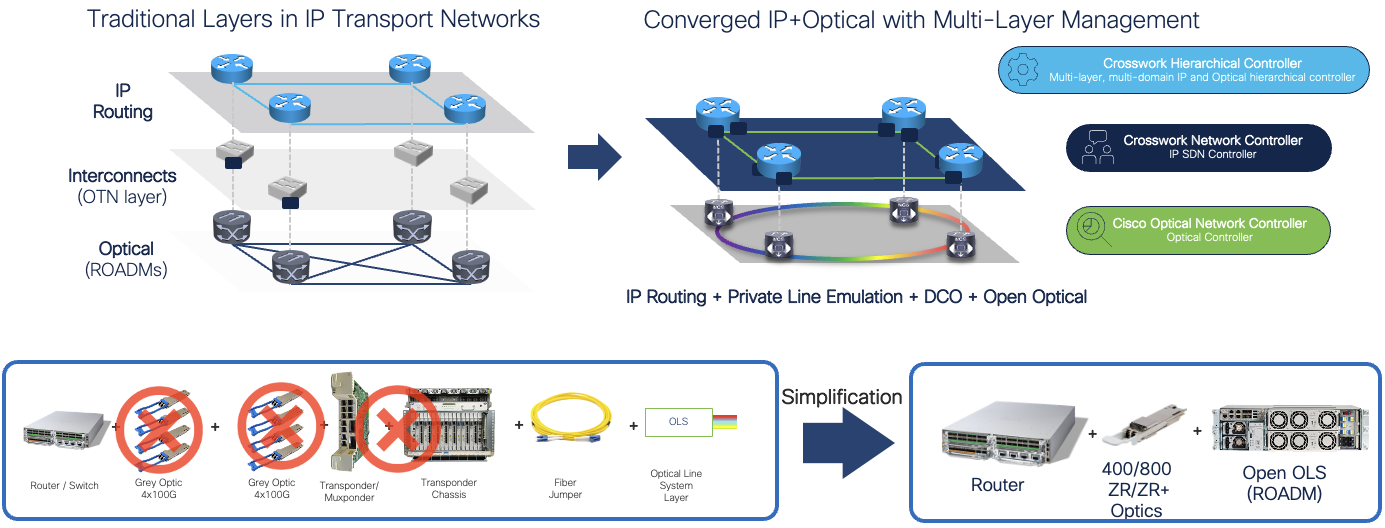 Traditional Layers in IP Transport Networks
Converged IP+Optical with Multi-Layer Management
IP
Routing
Interconnects
(OTN layer)
Optical
(ROADMs)
Crosswork Hierarchical Controller
Multi-layer, multi-domain IP and Optical hierarchical controller
Crosswork Network Controller
IP SDN Controller
Cisco Optical Network Controller
Optical Controller
NCS
NCS
NCS
NCS
IP Routing + Private Line Emulation + DCO + Open Optical
+
+
+
+
+
+
OLS
Router / Switch
Grey Optic
4x100G
Grey Optic
4x100G
Transponder/
Muxponder
Transponder
Chassis
Fiber
Jumper
Optical Line
System
Layer
Simplification
+
+
Router
400/800
ZR/ZR+
Optics
Open OLS
(ROADM)